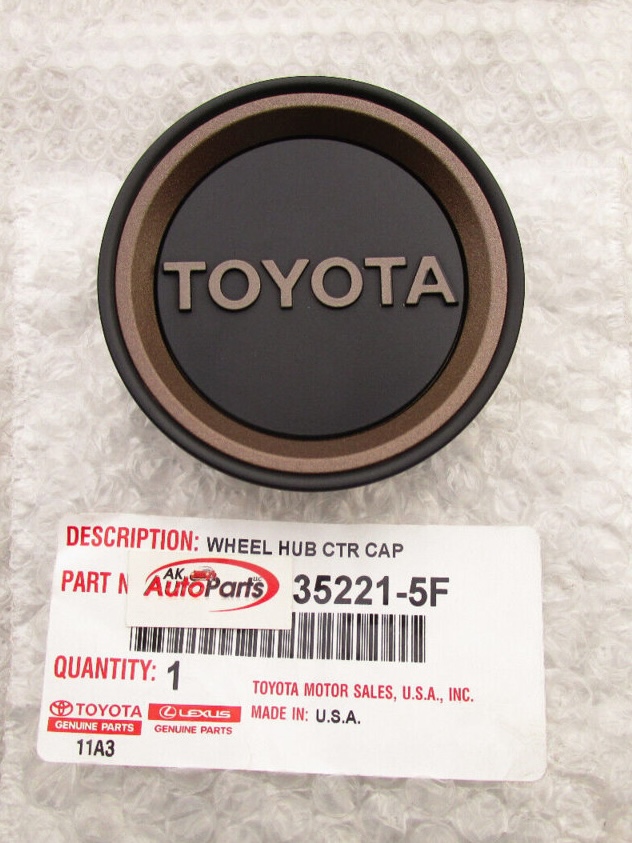 TOYOTA
DESCRIPTION: WHEEL HUB CTR CAP
PART N 35221-5F
AK
AutoParts LLC
QUANTITY: 1
TOYOTA MOTOR SALES, U.S.A., INC.
MADE IN: U.S.A.
TOYOTA
GENUINE PARTS
LEXUS
GENUINE PARTS
11A3